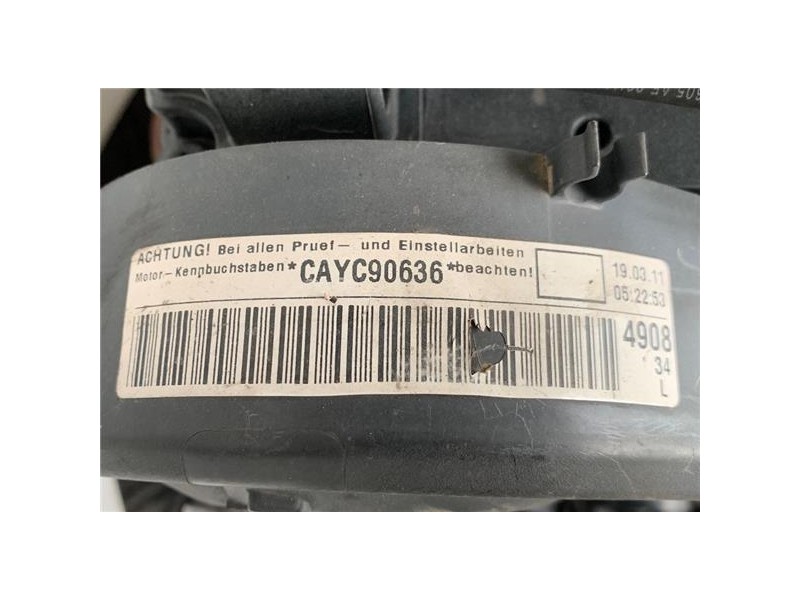 ACHTUNG! Bei allen Pruef- und Einstellarbeiten
Motor-Kennbuchstaben*CAYC90636*beachten!
19.03.11
05:22:53
4908
34
L